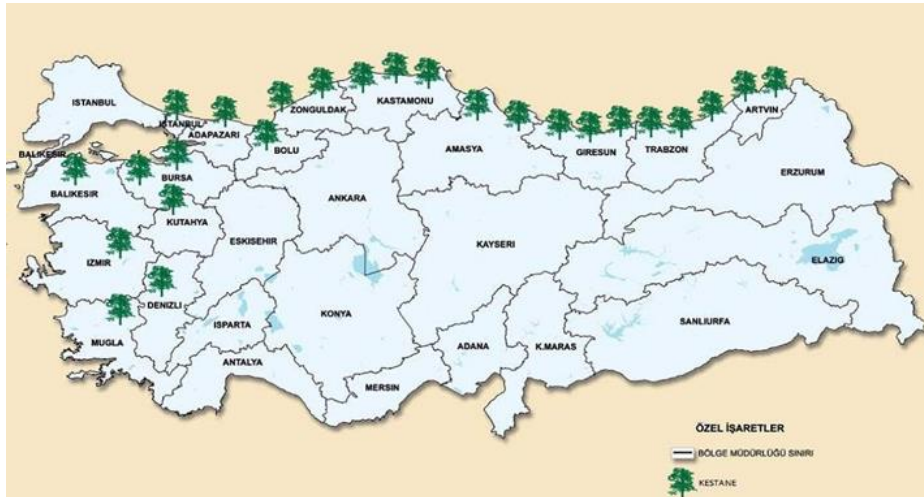 ISTANBUL
ISTANBUL
ADAPAZARI
ZONGULDAK
KASTAMONU
ARTVIN
BOLU
AMASYA
GIRESUN
TRABZON
BALIKESIR
BURSA
BALIKESIR
ERZURUM
ANKARA
KUTAHYA
ESKISEHIR
KAYSERI
IZMIR
ELAZIG
DENIZLI
KONYA
SANLIURFA
ISPARTA
MUGLA
ADANA
K.MARAS
ANTALYA
MERSIN
ÖZEL İŞARETLER
BÖLGE MÜDÜRLÜĞÜ SINIRI
KESTANE